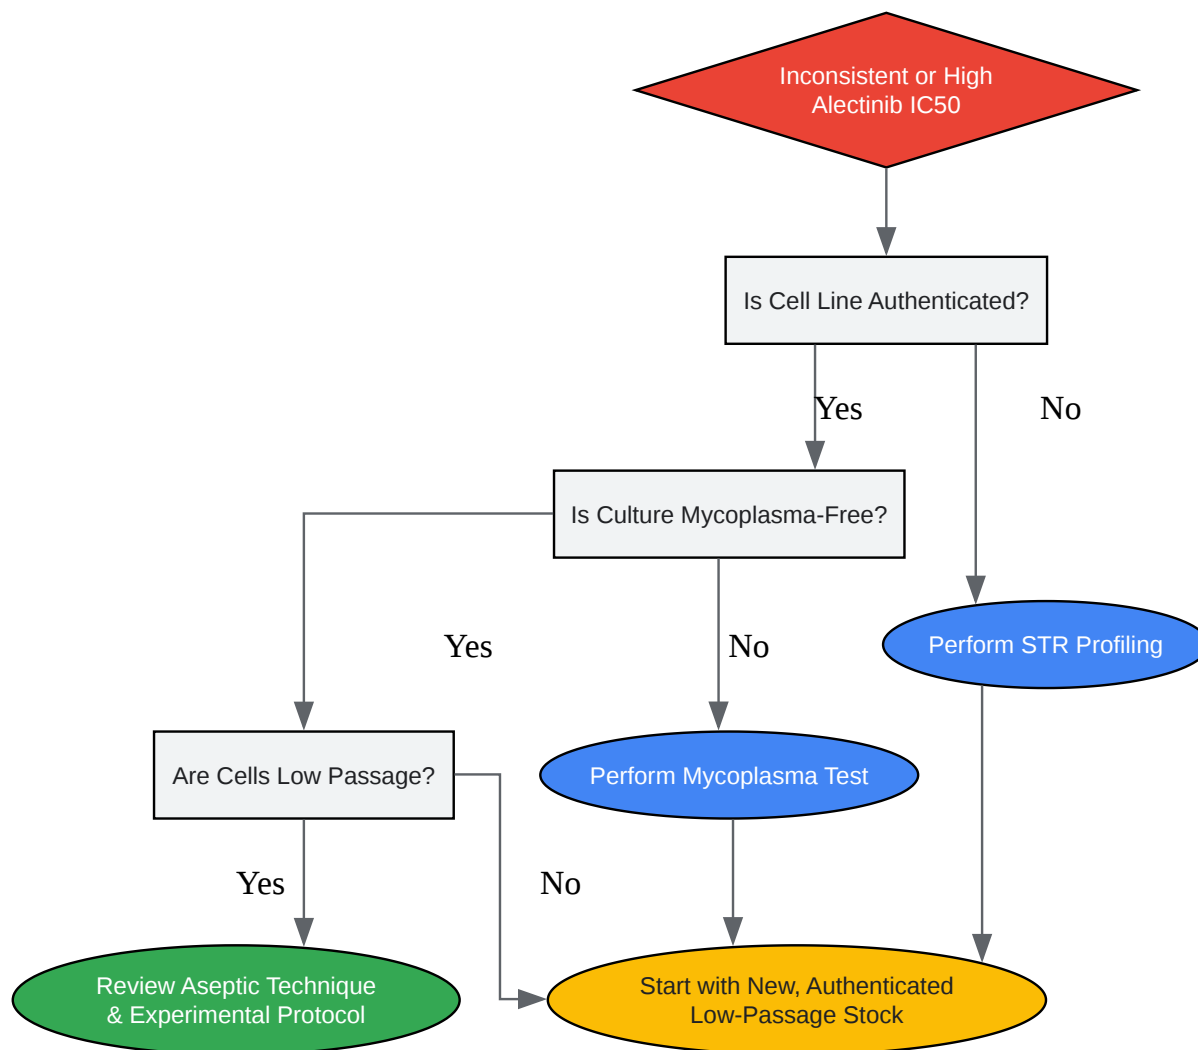 Inconsistent or High
Alectinib IC50
Is Cell Line Authenticated?
Yes
No
Is Culture Mycoplasma-Free?
Yes
No
Perform STR Profiling
Are Cells Low Passage?
Perform Mycoplasma Test
Yes
No
Review Aseptic Technique
& Experimental Protocol
Start with New, Authenticated
Low-Passage Stock